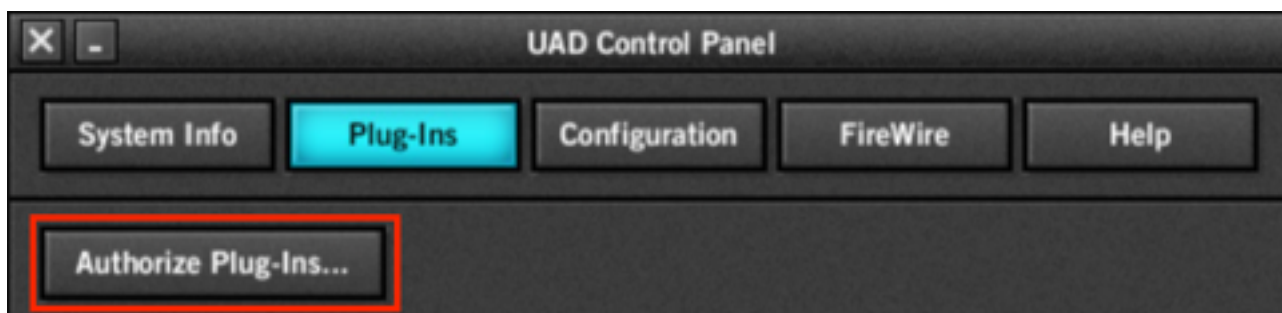 UAD Control Panel
System Info Plug-Ins Configuration FireWire Help
Authorize Plug-Ins...